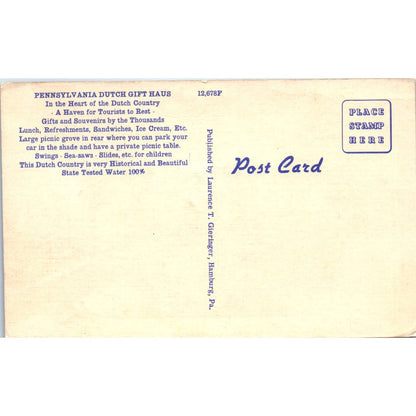 PENNSYLVANIA DUTCH GIFT HAUS
In the Heart of the Dutch Country
· A Haven for Tourists to Rest ·
Gifts and Souvenirs by the Thousands
Lunch, Refreshments, Sandwiches, Ice Cream, Etc.
Large picnic grove in rear where you can park your
car in the shade and have a private picnic table.
Swings · Sea-saws · Slides, etc. for children
This Dutch Country is very Historical and Beautiful
State Tested Water 100%
12,678F
Published by Laurence T. Gieringer, Hamburg, Pa.
Post Card
PLACE
STAMP
HERE